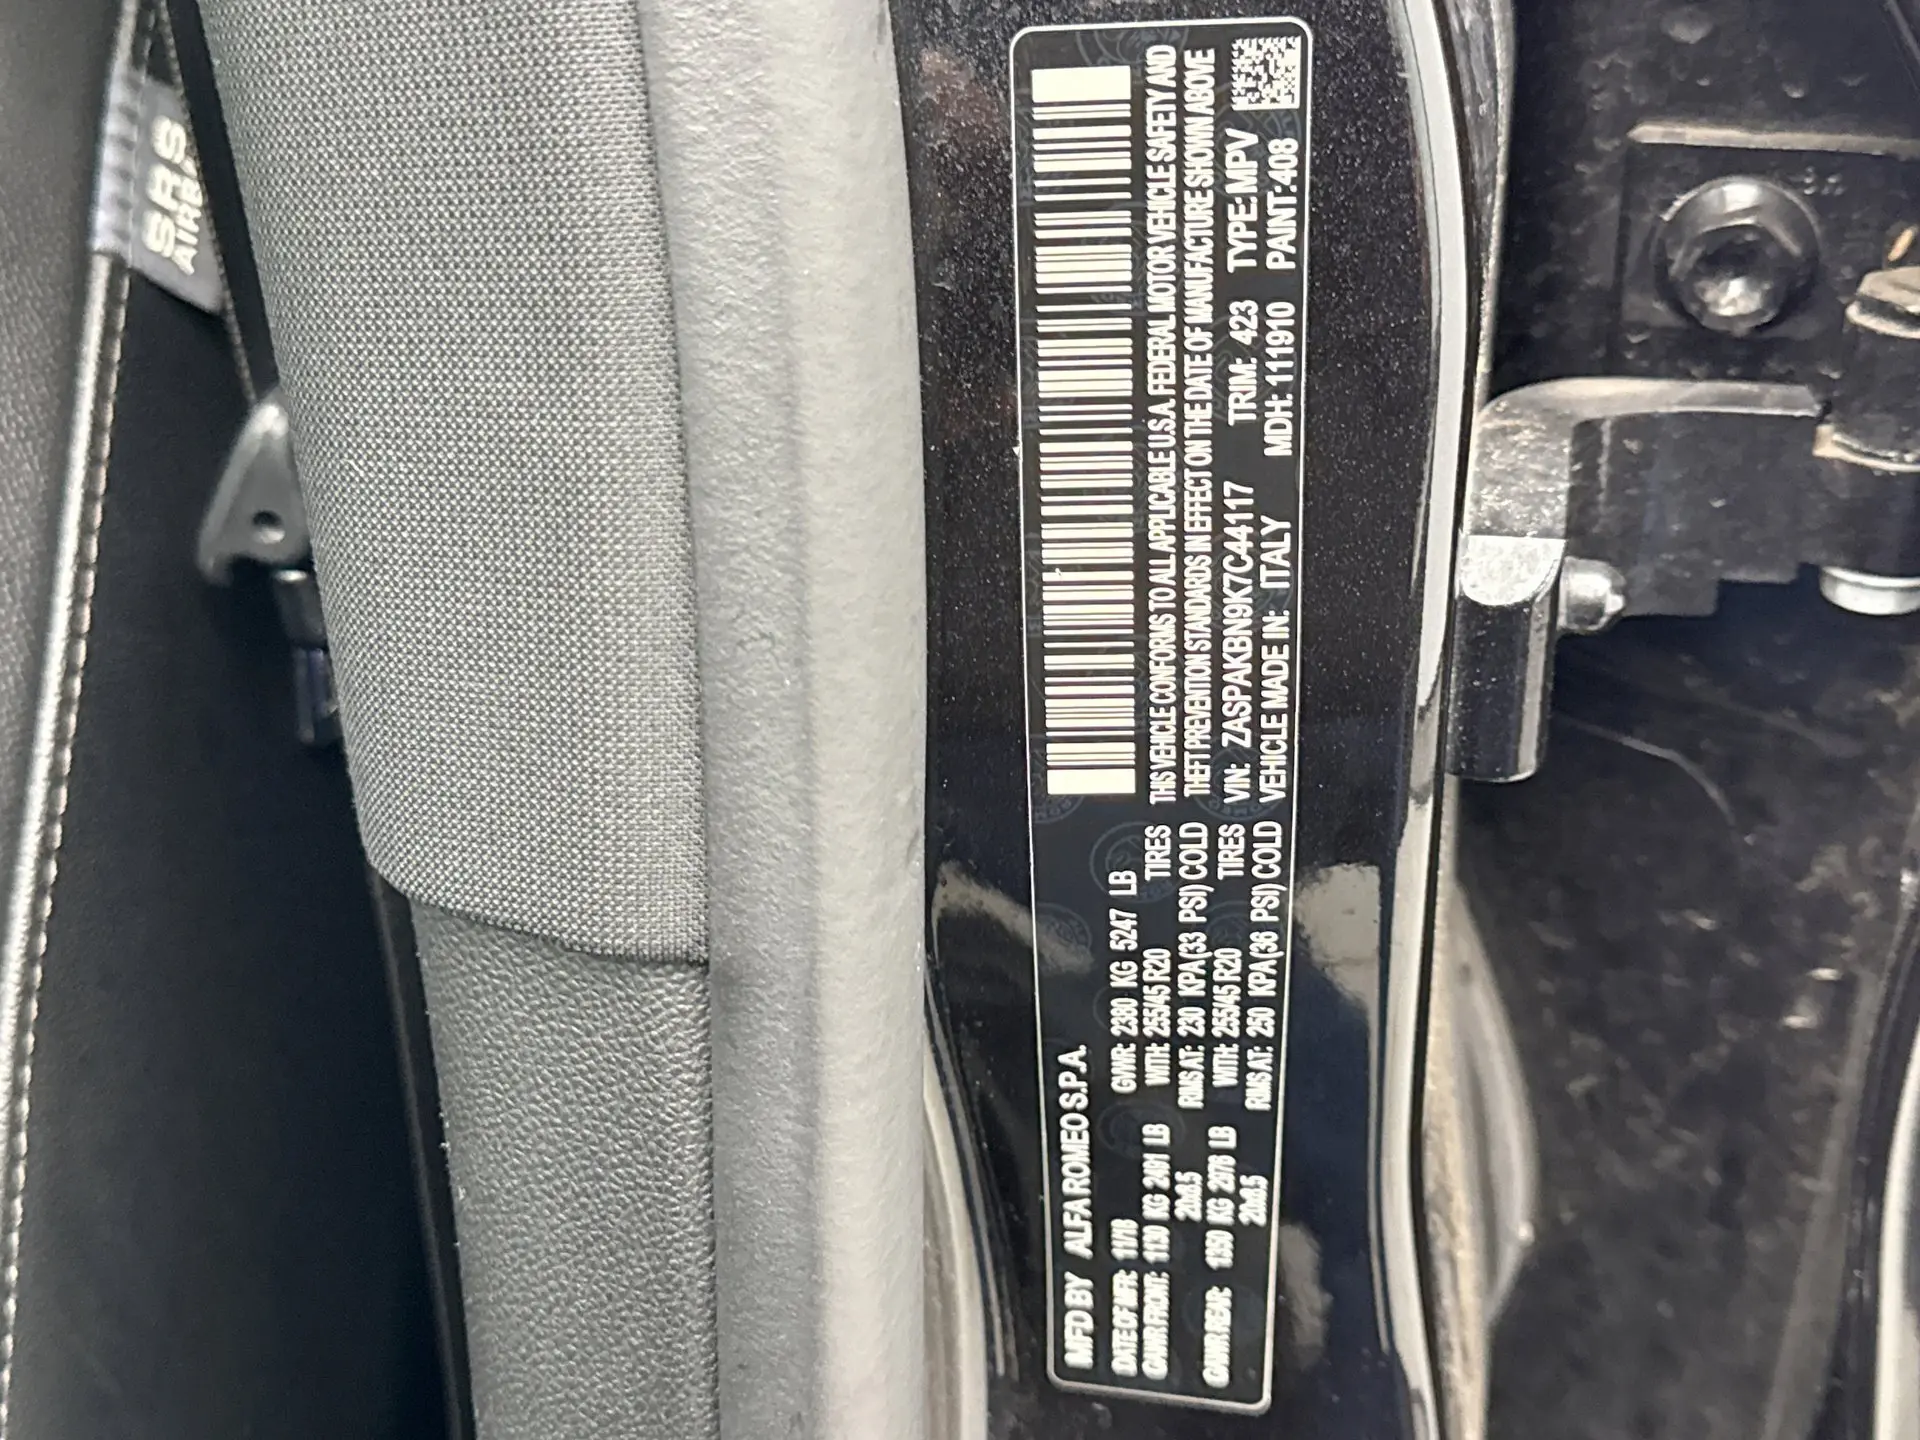 MFD BY ALFA ROMEO S.P.A.
DATE OF MFR: 11/18 GVWR: 2380 KG 5247 LB
GAWR FRONT: 1130 KG 2491 LB WITH: 255/45 R20 TIRES
20x8.5 RIMS AT: 230 KPA(33 PSI) COLD
GAWR REAR: 1350 KG 2976 LB WITH: 255/45 R20 TIRES
20x8.5 RIMS AT: 250 KPA(36 PSI) COLD
THIS VEHICLE CONFORMS TO ALL APPLICABLE U.S.A. FEDERAL MOTOR VEHICLE SAFETY AND
THEFT PREVENTION STANDARDS IN EFFECT ON THE DATE OF MANUFACTURE SHOWN ABOVE
VIN: ZASPAKBN9K7C44117 TRIM: 423 TYPE: MPV
VEHICLE MADE IN: ITALY MDH: 111910 PAINT: 408
SRS